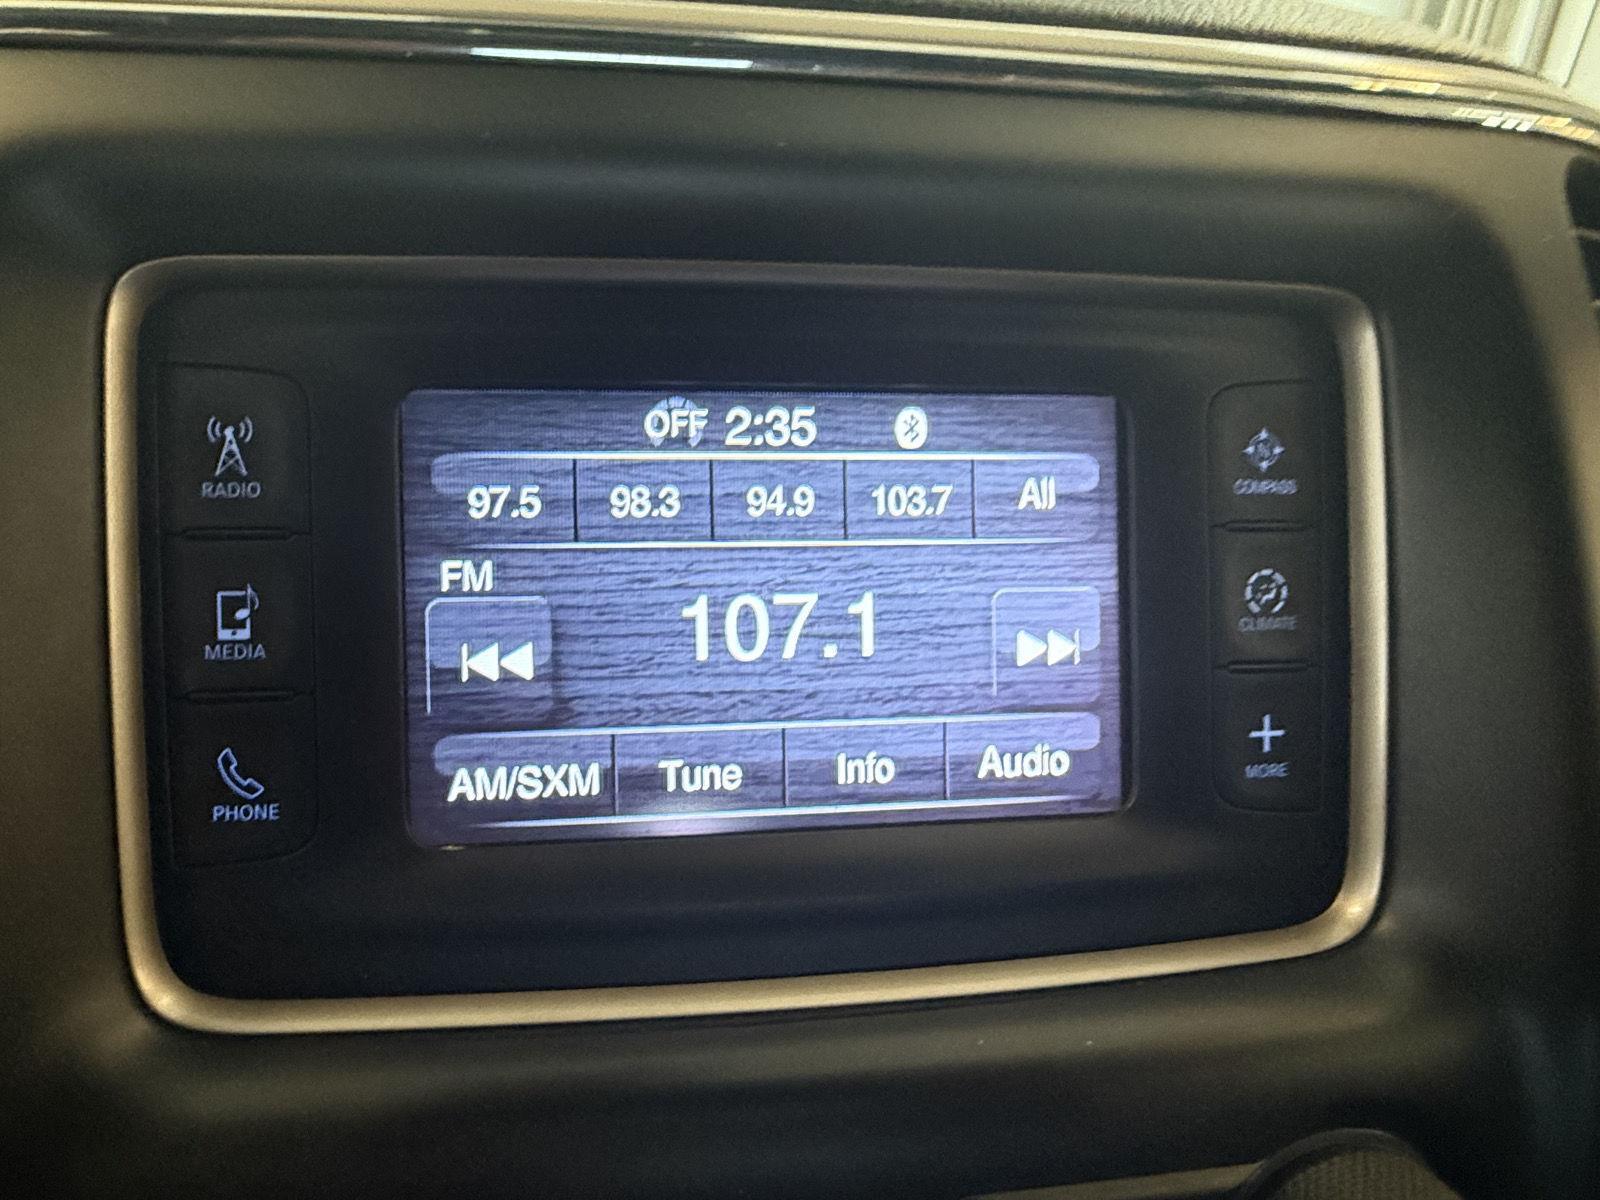 OFF 2:35
97.5 98.3 94.9 103.7 All
FM
107.1
AM/SXM Tune Info Audio
RADIO
MEDIA
PHONE
COMPASS
CLIMATE
MORE